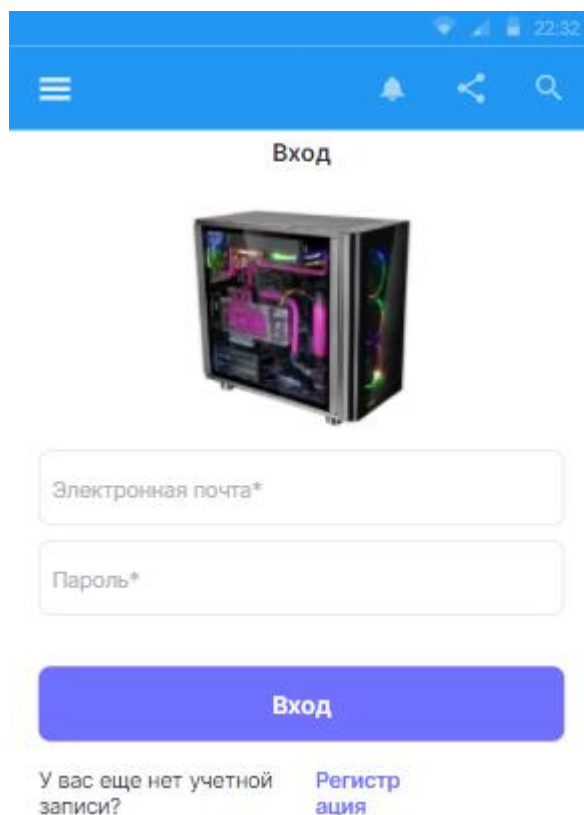 22:32
Вход
Электронная почта*
Пароль*
Вход
У вас еще нет учетной
записи?
Регистр
ация